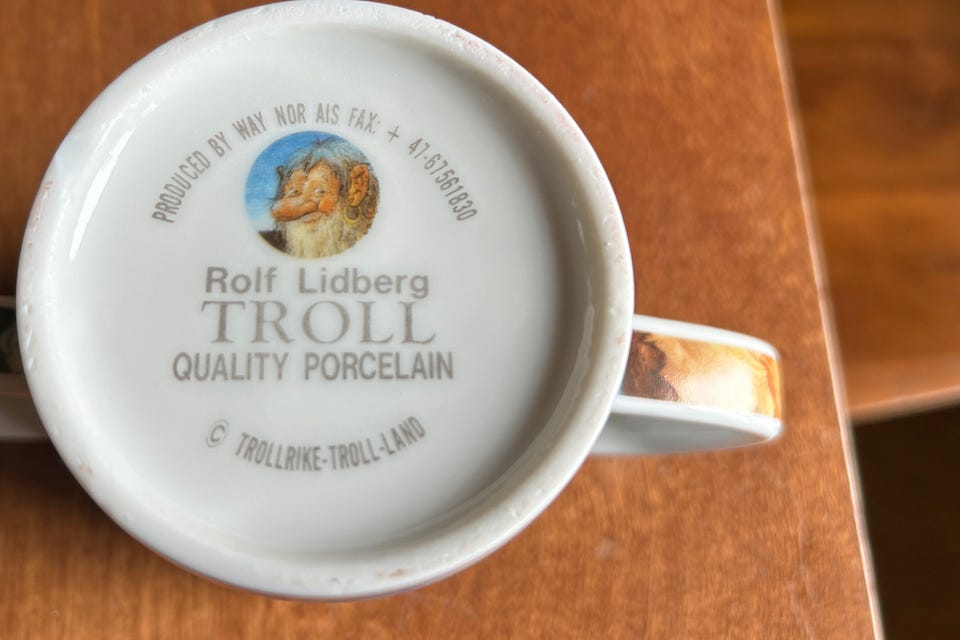 PRODUCED BY WAY NOR AIS FAX: + 47-67561830
Rolf Lidberg
TROLL
QUALITY PORCELAIN
© TROLLRIKE-TROLL-LAND